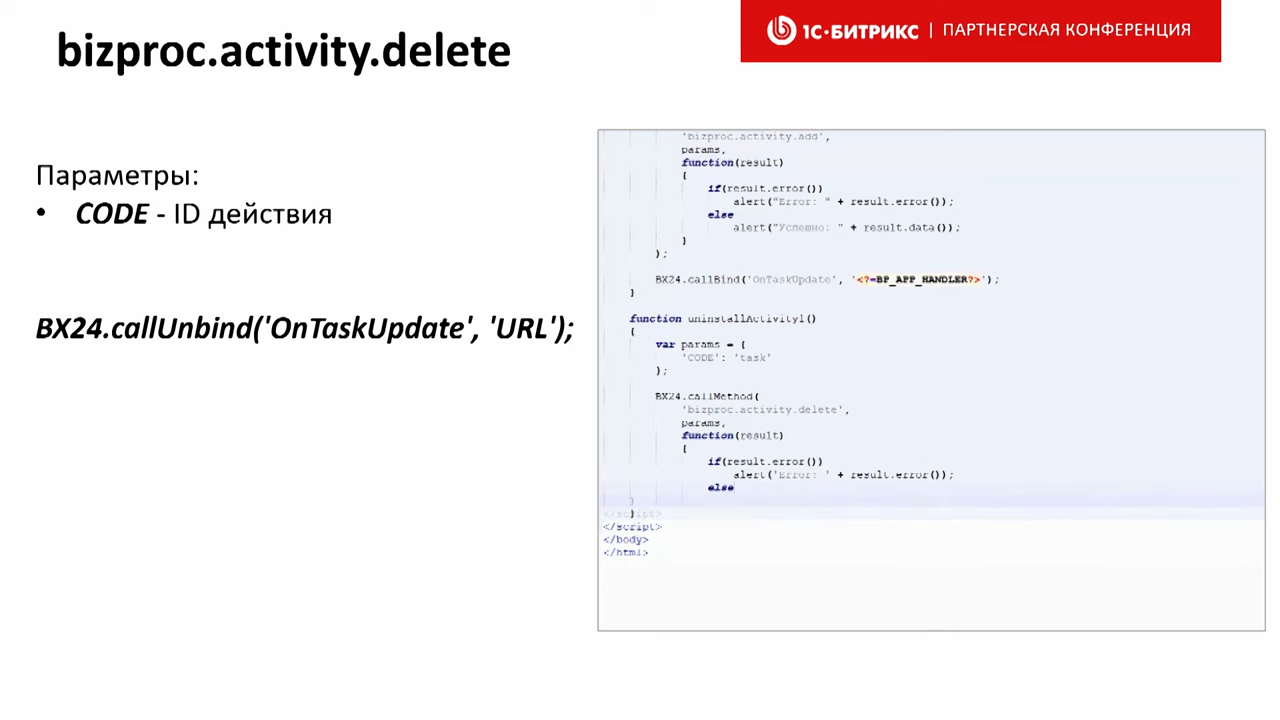 bizproc.activity.delete
1С-БИТРИКС | ПАРТНЕРСКАЯ КОНФЕРЕНЦИЯ
Параметры:
• CODE - ID действия
BX24.callUnbind('OnTaskUpdate', 'URL');
'bizproc.activity.add',
params,
function(result)
{
if(result.error())
alert("Error: " + result.error());
else
alert("Успешно: " + result.data());
}
);
BX24.callBind('OnTaskUpdate', '<?=BP_APP_HANDLER?>');
}
function uninstallActivity1()
{
var params = {
'CODE': 'task'
};
BX24.callMethod(
'bizproc.activity.delete',
params,
function(result)
{
if(result.error())
alert('Error: ' + result.error());
else
}
</script>
</script>
</body>
</html>